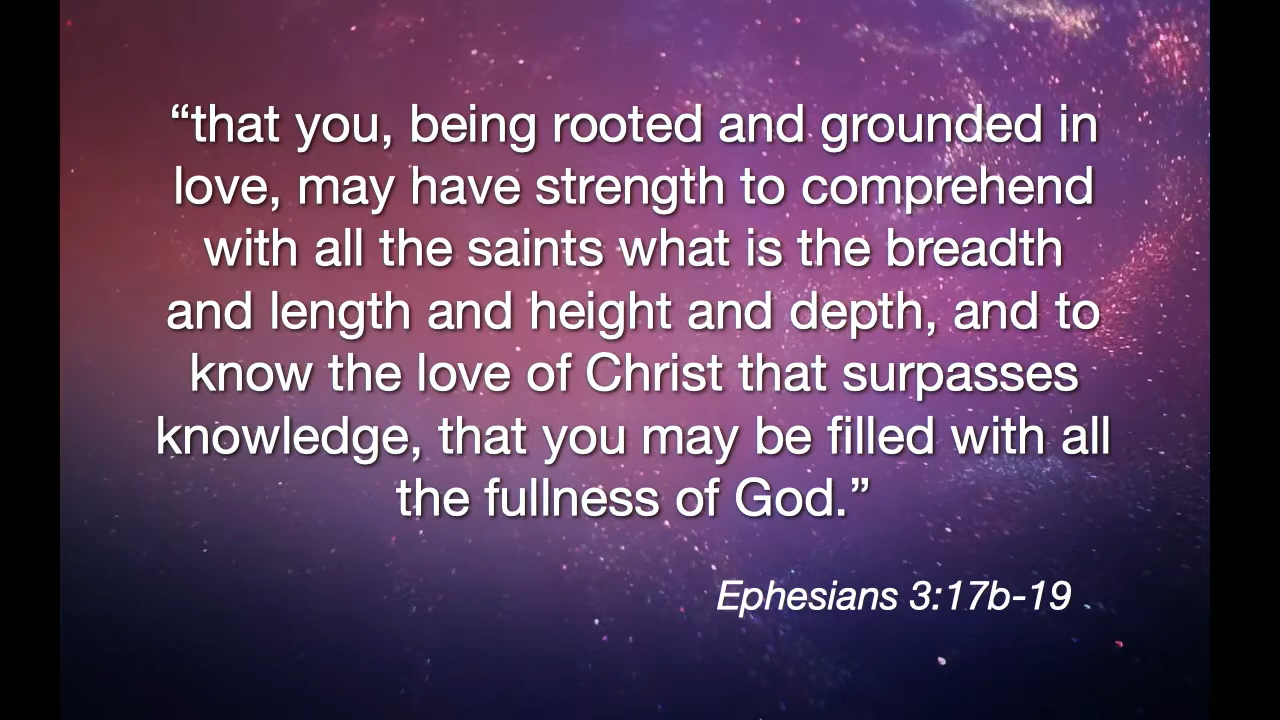 “that you, being rooted and grounded in
love, may have strength to comprehend
with all the saints what is the breadth
and length and height and depth, and to
know the love of Christ that surpasses
knowledge, that you may be filled with all
the fullness of God.”
Ephesians 3:17b-19